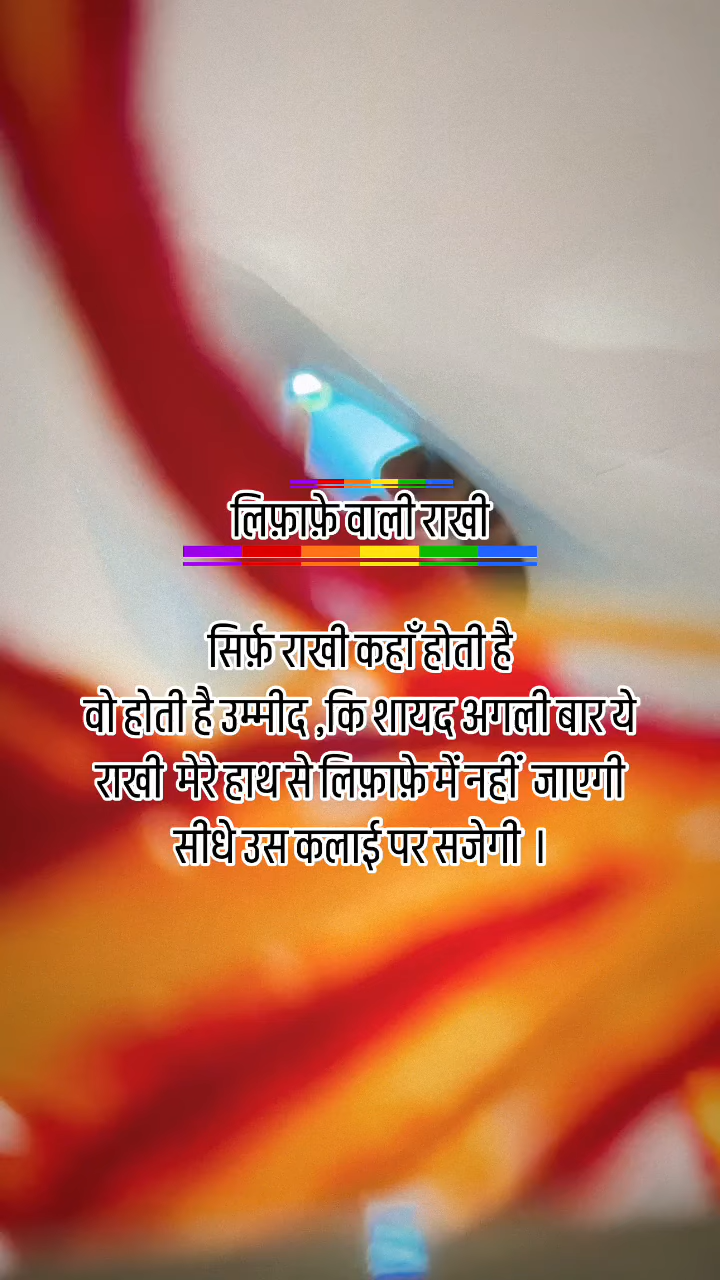 लिफ़ाफ़े वाली राखी
सिर्फ़ राखी कहाँ होती है
वो होती है उम्मीद ,कि शायद अगली बार ये
राखी मेरे हाथ से लिफ़ाफ़े में नहीं जाएगी
सीधे उस कलाई पर सजेगी ।